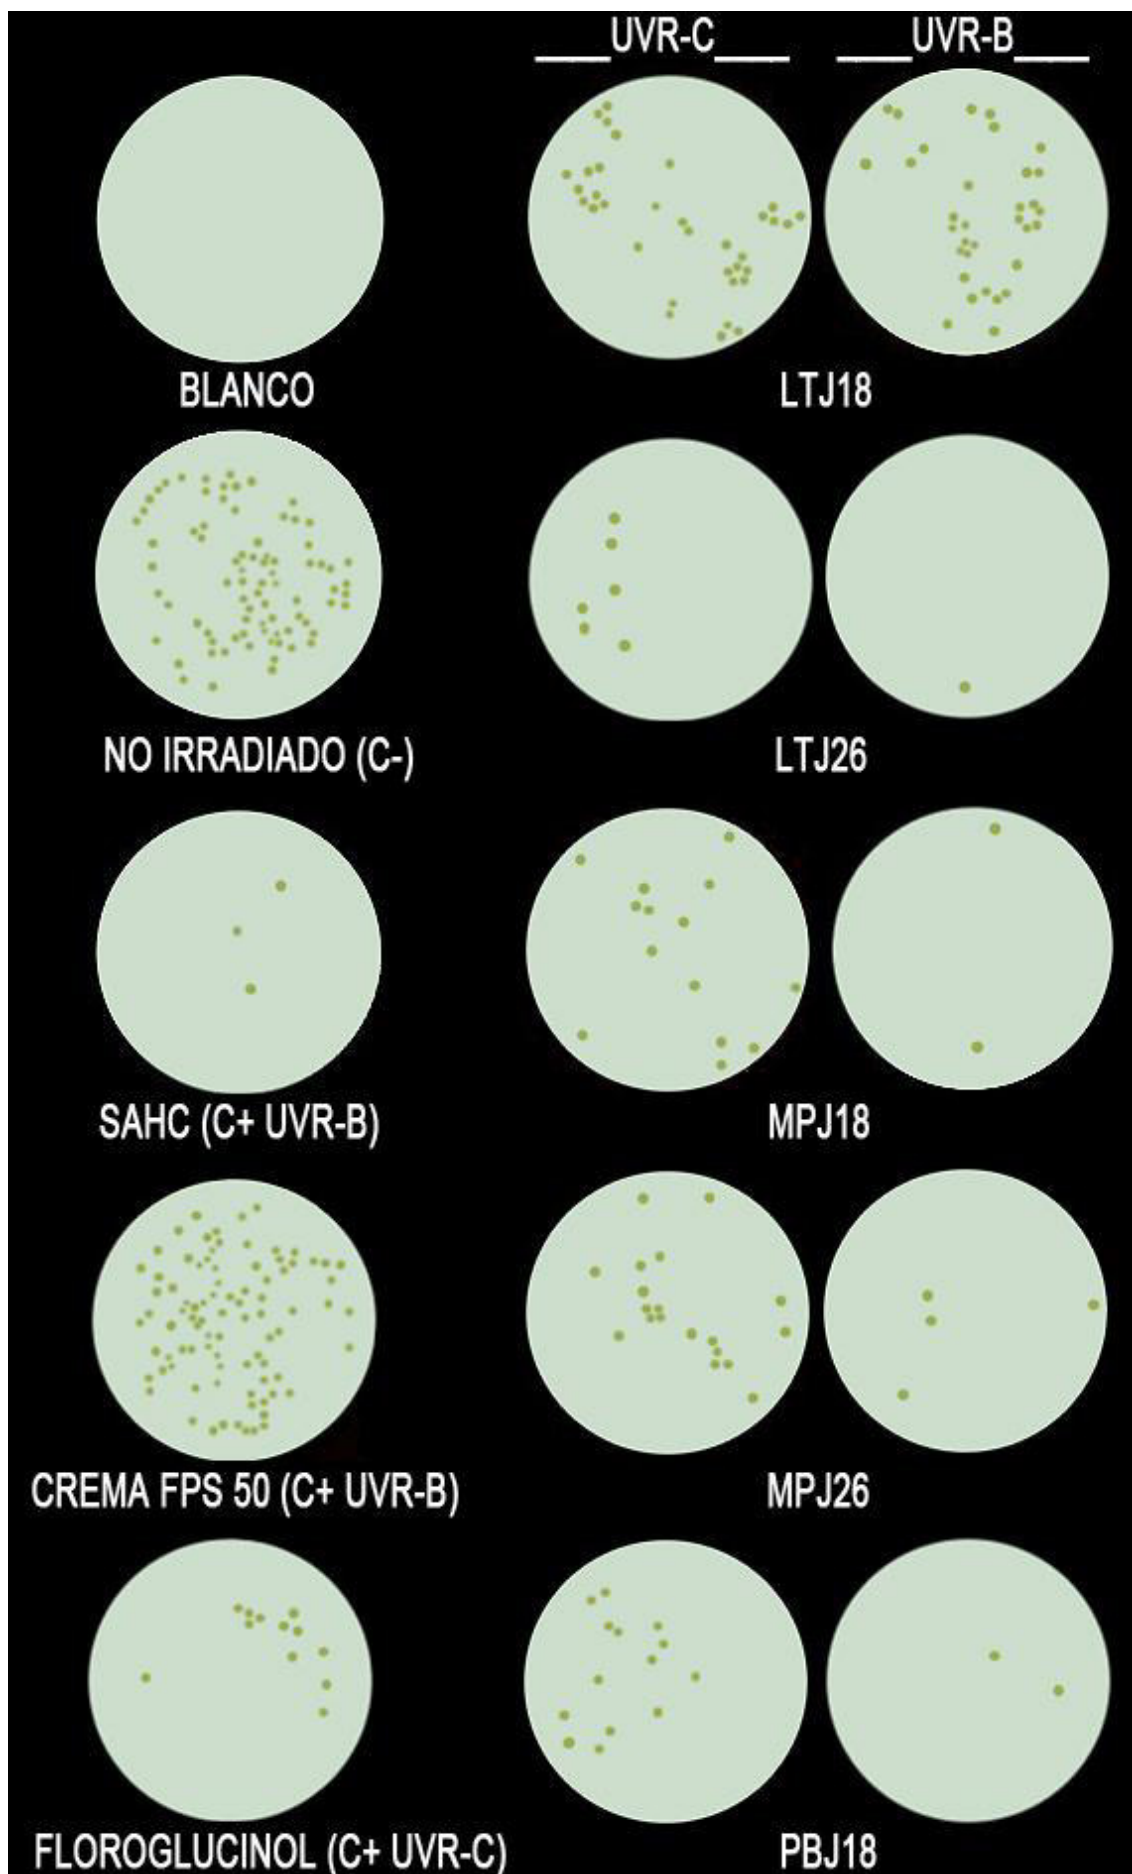 UVR-C UVR-B
BLANCO LTJ18
NO IRRADIADO (C-) LTJ26
SAHC (C+ UVR-B) MPJ18
CREMA FPS 50 (C+ UVR-B) MPJ26
FLOROGLUCINOL (C+ UVR-C) PBJ18